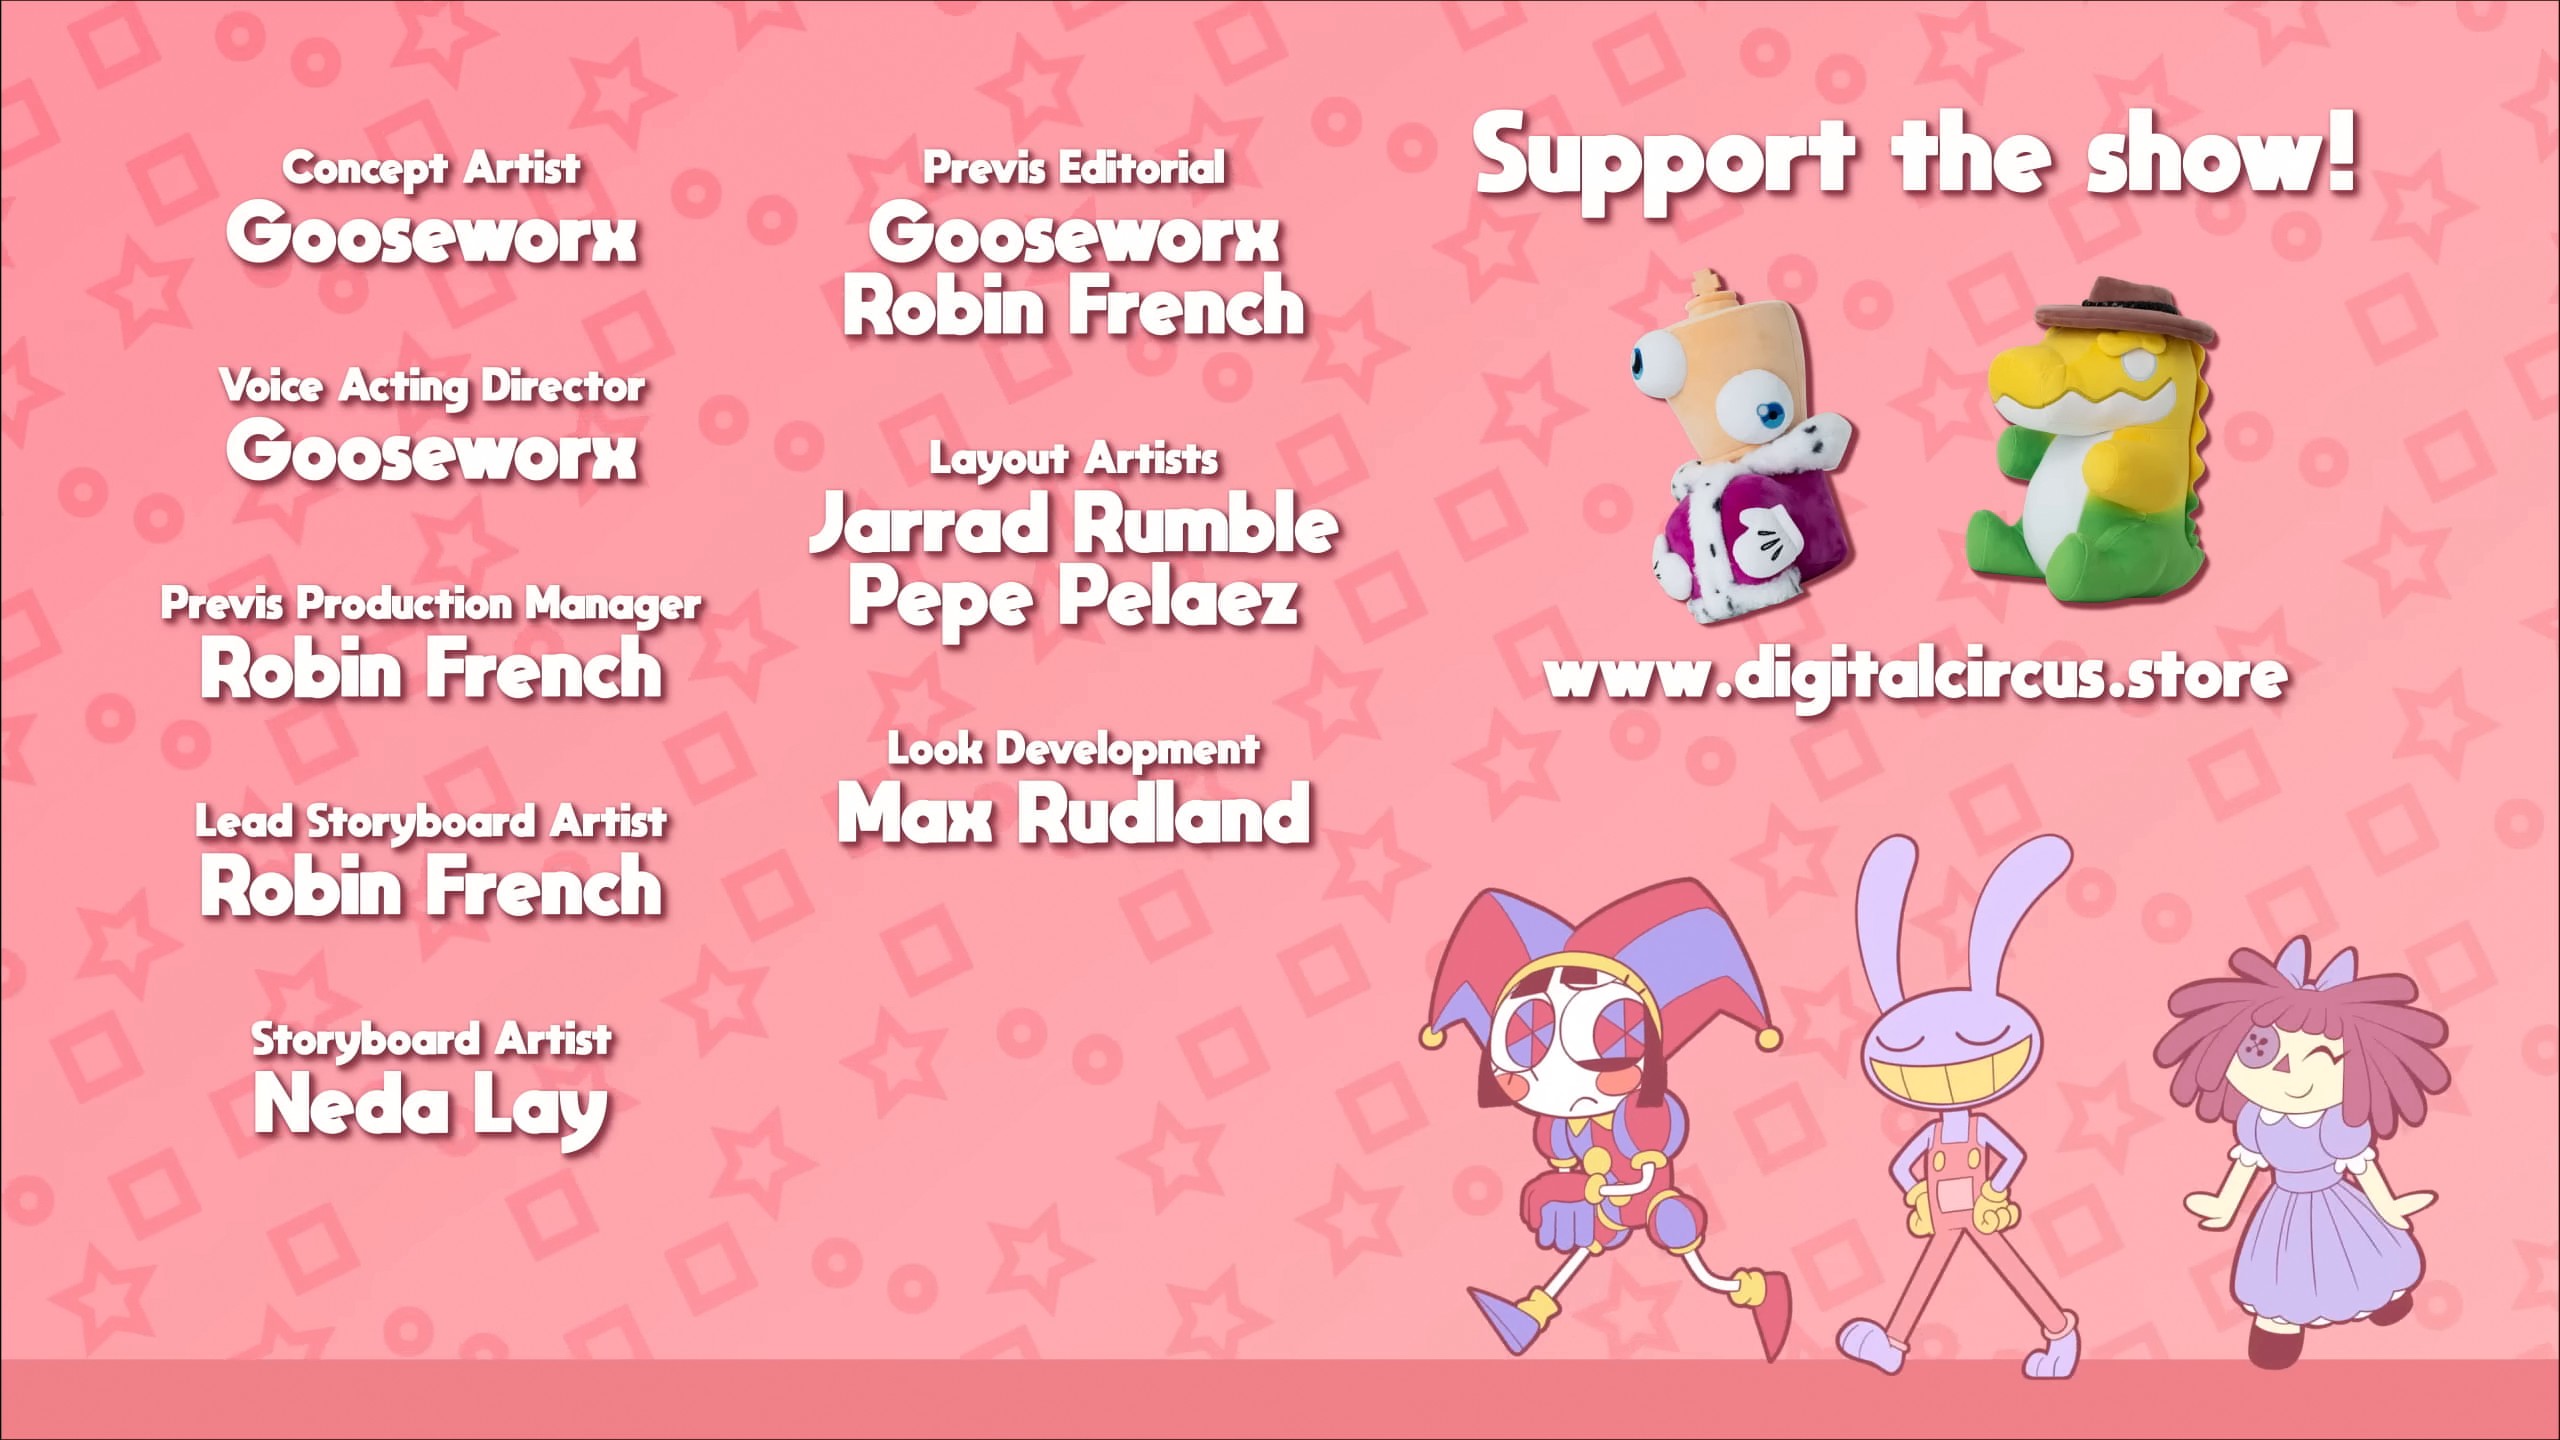 Concept Artist
Gooseworx
Voice Acting Director
Gooseworx
Previs Production Manager
Robin French
Lead Storyboard Artist
Robin French
Storyboard Artist
Neda Lay
Previs Editorial
Gooseworx
Robin French
Layout Artists
Jarrad Rumble
Pepe Pelaez
Look Development
Max Rudland
Support the show!
www.digitalcircus.store